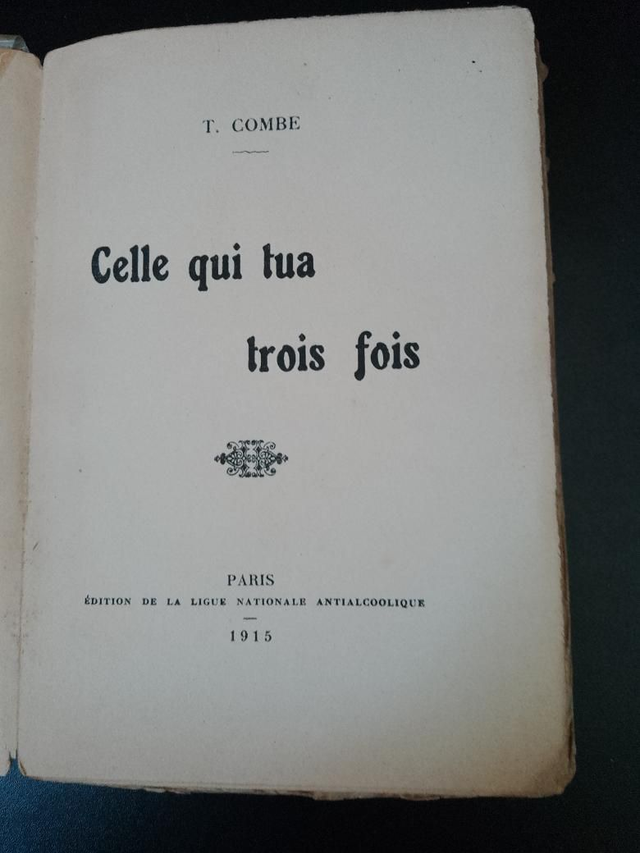 T. COMBE
Celle qui tua
trois fois
PARIS
ÉDITION DE LA LIGUE NATIONALE ANTIALCOOLIQUE
1915